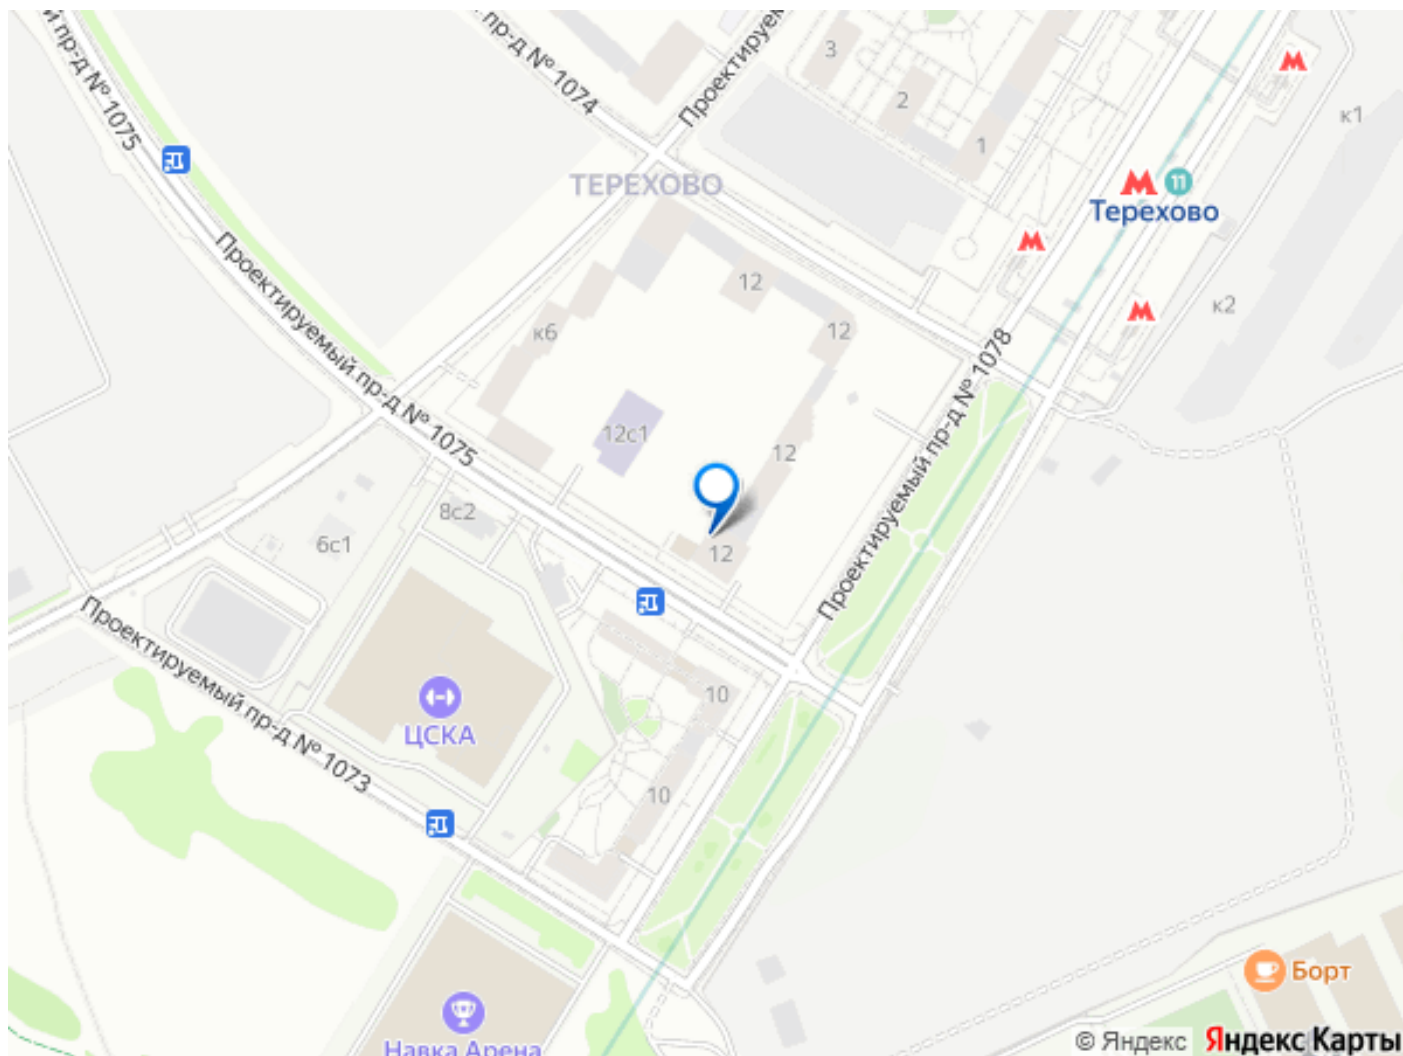 й пр-д № 1075
пр-д № 1074
Проектируемы
3
2
1
к1
11
Терехово
ТЕРЕХОВО
Проектируемый пр-д № 1075
12
к2
к6
12
Проектируемый пр-д № 1078
12с1
12
8с2
6с1
12
Проектируемый пр-д № 1073
10
ЦСКА
10
Борт
Навка Арена
© Яндекс Яндекс Карты